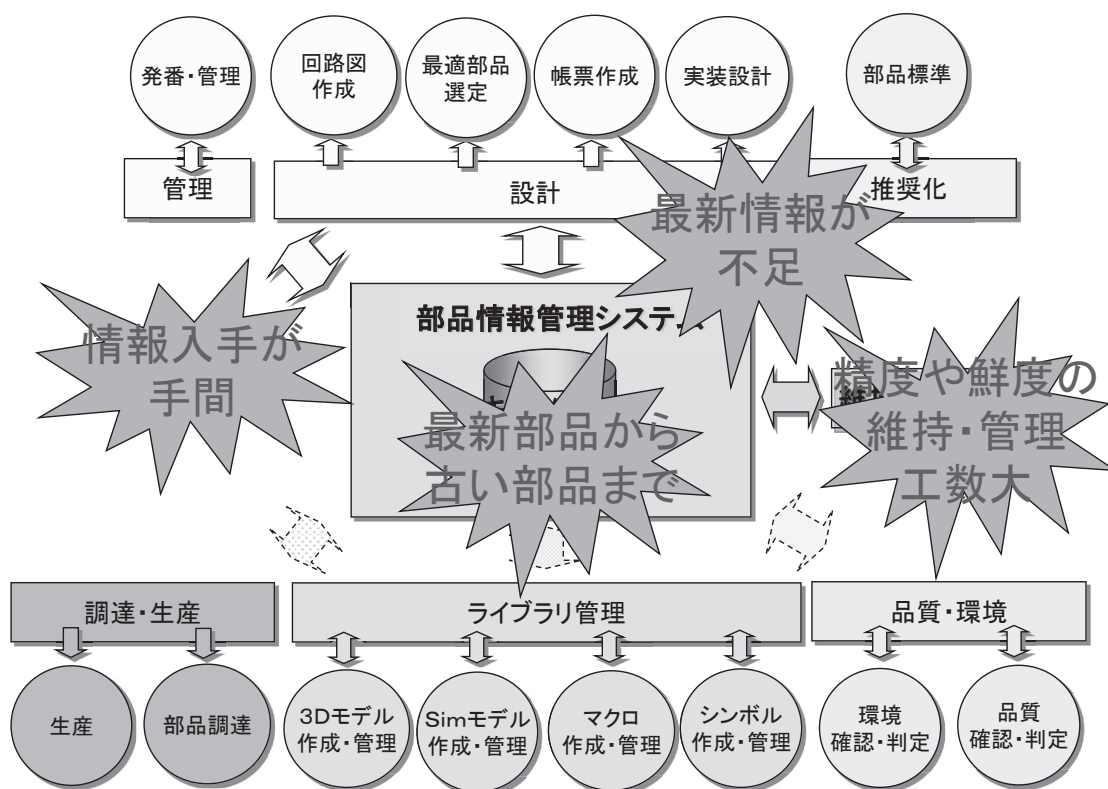 発番・管理
回路図
作成
最適部品
選定
帳票作成
実装設計
部品標準
管理
設計
推奨化
最新情報が
不足
部品情報管理システム
情報入手が
手間
精度や鮮度の
維持・管理
工数大
最新部品から
古い部品まで
調達・生産
ライブラリ管理
品質・環境
生産
部品調達
3Dモデル
作成・管理
Simモデル
作成・管理
マクロ
作成・管理
シンボル
作成・管理
環境
確認・判定
品質
確認・判定